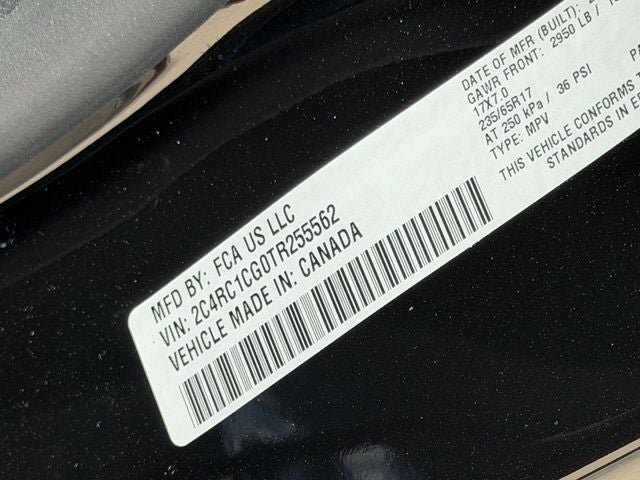 MFD BY: FCA US LLC
VIN: 2C4RC1CG0TR255562
VEHICLE MADE IN: CANADA
DATE OF MFR (BUILT):
GAWR FRONT: 2950 LB /
17X7.0
235/65R17
AT 250 kPa / 36 PSI
TYPE: MPV
THIS VEHICLE CONFORMS
STANDARDS IN